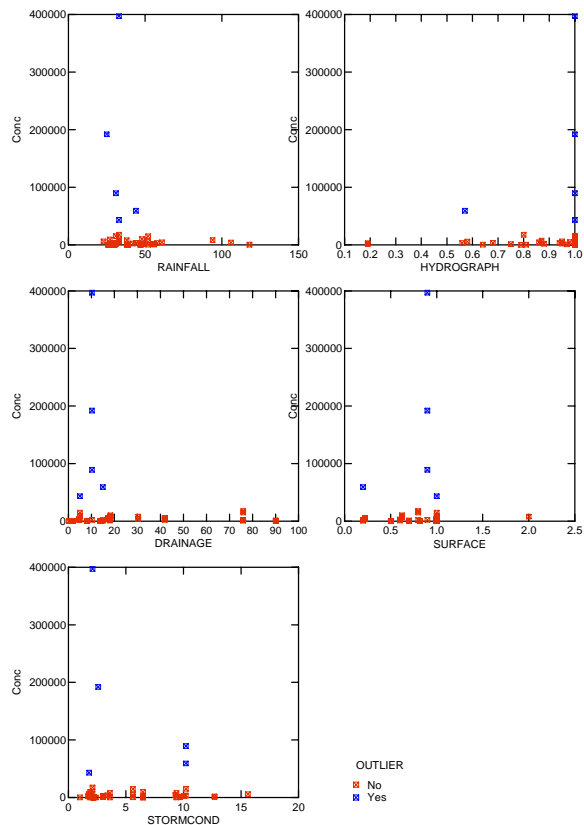 400000 400000
300000 300000
Conc 200000 Conc 200000
100000 100000
0 0
0 50 100 150 0.1 0.2 0.3 0.4 0.5 0.6 0.7 0.8 0.9 1.0
RAINFALL HYDROGRAPH
400000 400000
300000 300000
Conc 200000 Conc 200000
100000 100000
0 0
0 10 20 30 40 50 60 70 80 90 100 0.0 0.5 1.0 1.5 2.0 2.5
DRAINAGE SURFACE
400000
300000
Conc 200000
100000
0
0 5 10 15 20
STORMCOND
OUTLIER
No
Yes